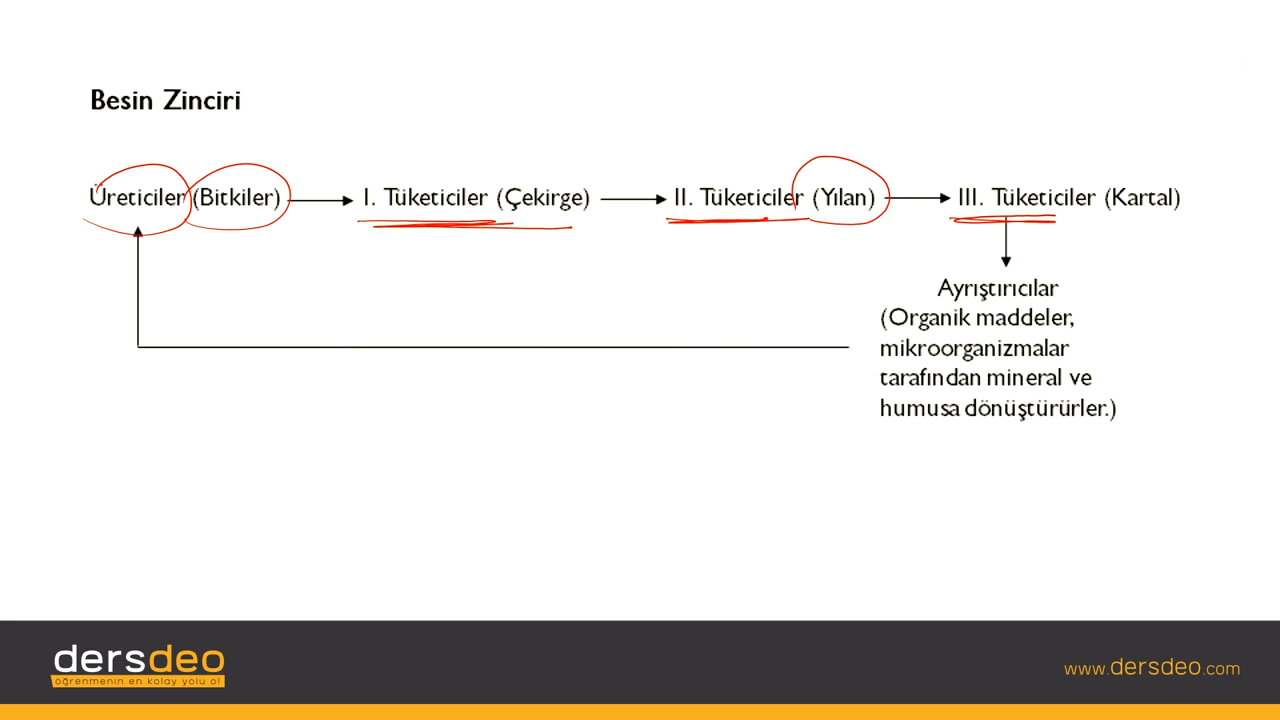 Besin Zinciri
Üreticiler (Bitkiler) I. Tüketiciler (Çekirge) II. Tüketiciler (Yılan) III. Tüketiciler (Kartal)
Ayrıştırıcılar
(Organik maddeler,
mikroorganizmalar
tarafından mineral ve
humusa dönüştürürler.)
dersdeo
öğrenmenin en kolay yolu o!
www.dersdeo.com